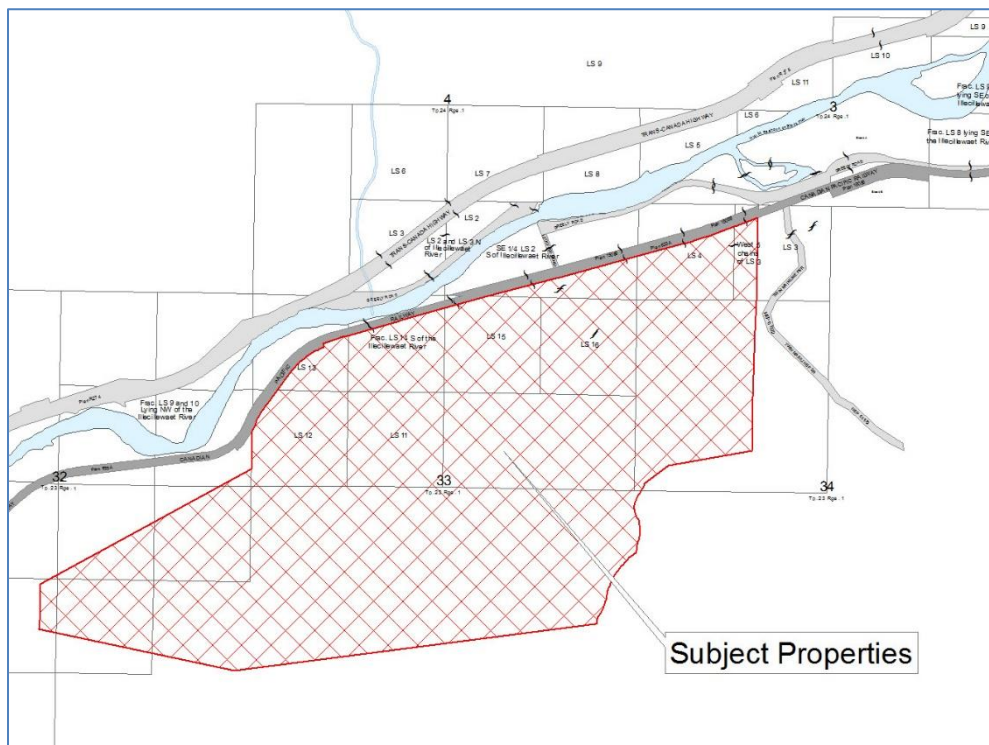 LS 9
LS 9
LS 10
LS 11
4
Tp. 24 Rge. 1
3
Tp. 24 Rge. 1
LS 6
TRANS-CANADA HIGHWAY
LS 5
LS 6
LS 7
LS 8
Frac. LS 8 lying SE
the Illecillewaet Riv
CANADIAN PACIFIC RAILWAY
LS 2
LS 3
TRANS-CANADA HIGHWAY
LS 2 and LS 3 N
of Illecillewaet
River
SE 1/4 LS 2
S of Illecillewaet
River
LS 4
West 5
chains
of LS 3
LS 3
RAILWAY
Frac. LS 14 S of the
Illecillewaet River
LS 15
LS 16
LS 13
Frac. LS 9 and 10
Lying NW of the
Illecillewaet River
LS 12
LS 11
CANADIAN
32
Tp. 23 Rge. 1
33
Tp. 23 Rge. 1
34
Tp. 23 Rge. 1
Subject Properties